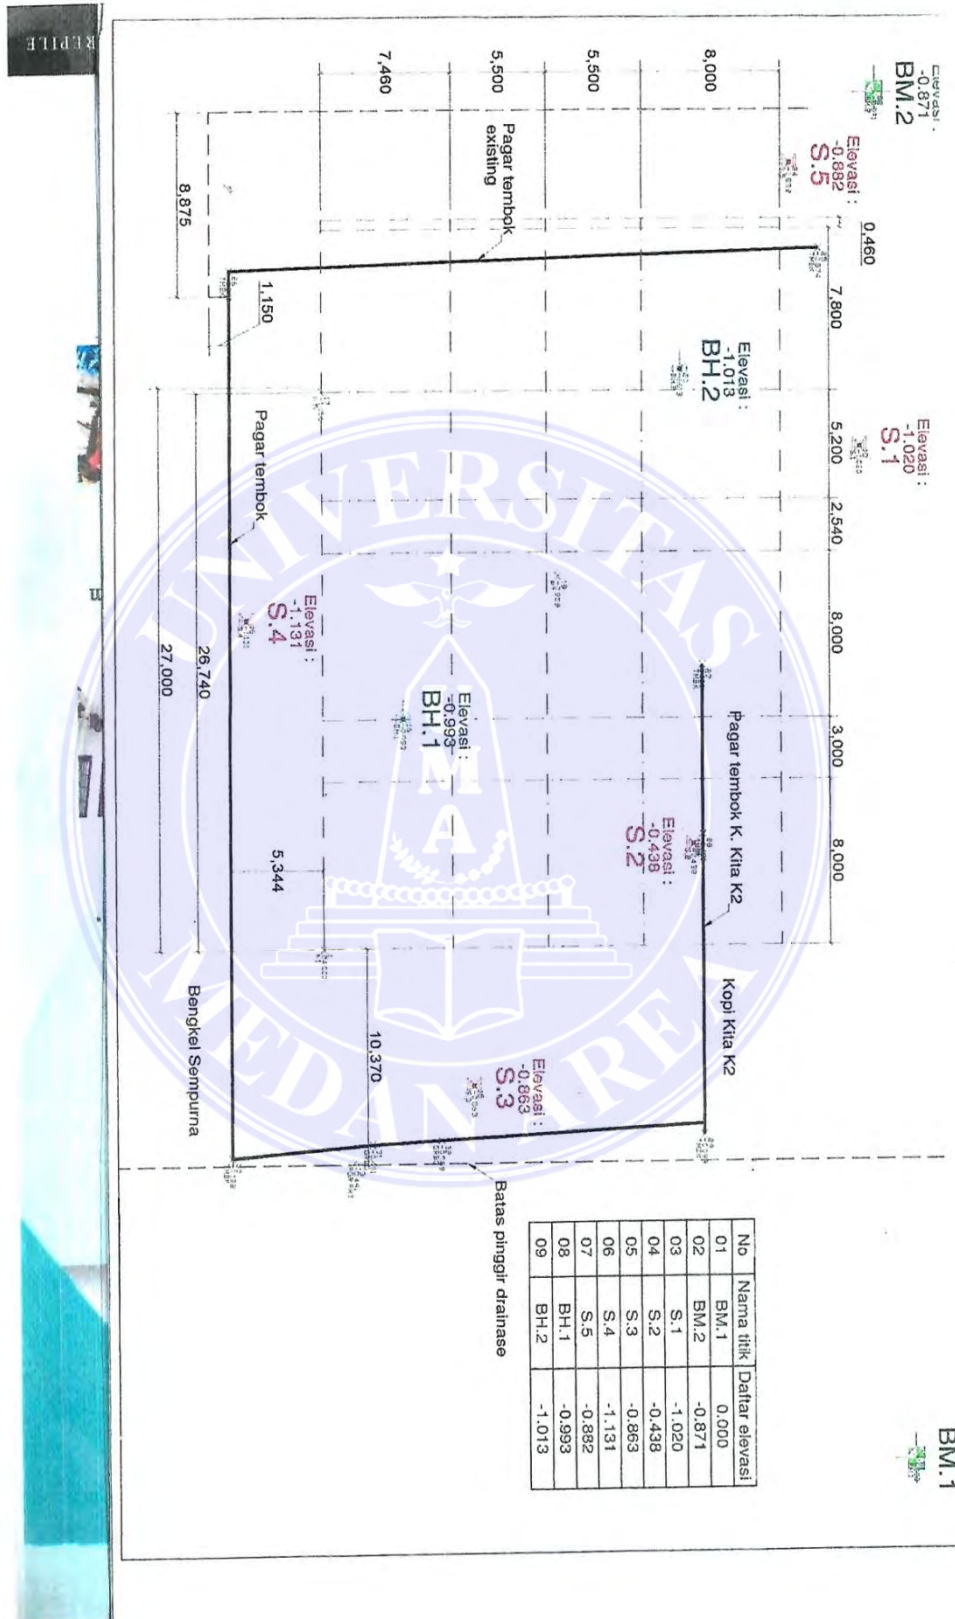 REPILE
BM.1
Elevasi :
-0.871
BM.2
Elevasi :
-0.882
S.5
Elevasi :
-1.020
S.1
0,460
7,800
5,200
2,540
8,000
3,000
8,000
8,000
5,500
5,500
7,460
Elevasi :
-1.013
BH.2
Pagar tembok K. Kita K2
Kopi Kita K2
Elevasi :
-0.438
S.2
Pagar tembok
existing
Elevasi :
-0.993
BH.1
Elevasi :
-0.863
S.3
Elevasi :
-1.131
S.4
8,875
1,150
Pagar tembok
5,344
10,370
26,740
27,000
Bengkel Sempurna
Batas pinggir drainase
No Nama titik Daftar elevasi
01 BM.1 0.000
02 BM.2 -0.871
03 S.1 -1.020
04 S.2 -0.438
05 S.3 -0.863
06 S.4 -1.131
07 S.5 -0.882
08 BH.1 -0.993
09 BH.2 -1.013
UNIVERSITAS
MEDAN AREA
U M A